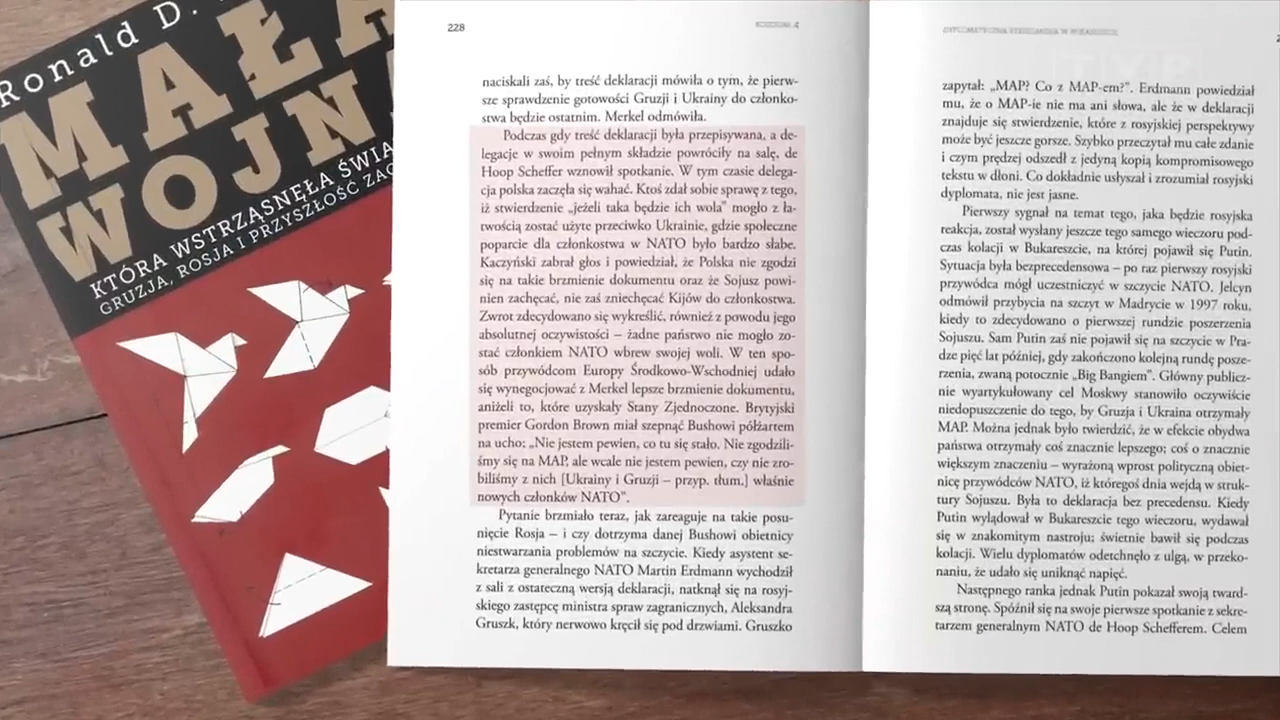 Ronald D.
MAŁA
WOJNA
KTÓRA WSTRZĄSNĘŁA
GRUZJA, ROSJA I PRZYSZŁOŚĆ
228
naciskali zaś, by treść deklaracji mówiła o tym, że pierw-
sze sprawdzenie gotowości Gruzji i Ukrainy do członko-
stwa będzie ostatnim. Merkel odmówiła.
Podczas gdy treść deklaracji była przepisywana, a de-
legacje w swoim pełnym składzie powróciły na salę, de
Hoop Scheffer wznowił spotkanie. W tym czasie delega-
cja polska zaczęła się wahać. Ktoś zdał sobie sprawę z tego,
iż stwierdzenie „jeżeli taka będzie ich wola” mogło z ła-
twością zostać użyte przeciwko Ukrainie, gdzie społeczne
poparcie dla członkostwa w NATO było bardzo słabe.
Kaczyński zabrał głos i powiedział, że Polska nie zgodzi
się na takie brzmienie dokumentu oraz że Sojusz powi-
nien zachęcać, nie zaś zniechęcać Kijów do członkostwa.
Zwrot zdecydowano się wykreślić, również z powodu jego
absolutnej oczywistości – żadne państwo nie mogło zo-
stać członkiem NATO wbrew swojej woli. W ten spo-
sób przywódcom Europy Środkowo-Wschodniej udało
się wynegocjować z Merkel lepsze brzmienie dokumentu,
aniżeli to, które uzyskały Stany Zjednoczone. Brytyjski
premier Gordon Brown miał szepnąć Bushowi półżartem
na ucho: „Nie jestem pewien, co tu się stało. Nie zgodzili-
śmy się na MAP, ale wcale nie jestem pewien, czy nie zro-
biliśmy z nich [Ukrainy i Gruzji – przyp. tłum.] właśnie
nowych członków NATO”.
Pytanie brzmiało teraz, jak zareaguje na takie posu-
nięcie Rosja – i czy dotrzyma danej Bushowi obietnicy
niestwarzania problemów na szczycie. Kiedy asystent se-
kretarza generalnego NATO Martin Erdmann wychodził
z sali z ostateczną wersją deklaracji, natknął się na rosyj-
skiego zastępcę ministra spraw zagranicznych, Aleksandra
Gruszk, który nerwowo kręcił się pod drzwiami. Gruszko
DYPLOMATYCZNA W BUKARESZCIE
TVP
zapytał: „MAP? Co z MAP-em?”. Erdmann powiedział
mu, że o MAP-ie nie ma ani słowa, ale że w deklaracji
znajduje się stwierdzenie, które z rosyjskiej perspektywy
może być jeszcze gorsze. Szybko przeczytał mu całe zdanie
i czym prędzej odszedł z jedyną kopią kompromisowego
tekstu w dłoni. Co dokładnie usłyszał i zrozumiał rosyjski
dyplomata, nie jest jasne.
Pierwszy sygnał na temat tego, jaka będzie rosyjska
reakcja, został wysłany jeszcze tego samego wieczoru pod-
czas kolacji w Bukareszcie, na której pojawił się Putin.
Sytuacja była bezprecedensowa – po raz pierwszy rosyjski
przywódca mógł uczestniczyć w szczycie NATO. Jelcyn
odmówił przybycia na szczyt w Madrycie w 1997 roku,
kiedy to zdecydowano o pierwszej rundzie poszerzenia
Sojuszu. Sam Putin zaś nie pojawił się na szczycie w Pra-
dze pięć lat później, gdy zakończono kolejną rundę posze-
rzenia, zwaną potocznie „Big Bangiem”. Główny publicz-
nie wyartykułowany cel Moskwy stanowiło oczywiście
niedopuszczenie do tego, by Gruzja i Ukraina otrzymały
MAP. Można jednak było twierdzić, że w efekcie obydwa
państwa otrzymały coś znacznie lepszego; coś o znacznie
większym znaczeniu – wyrażoną wprost polityczną obiet-
nicę przywódców NATO, iż któregoś dnia wejdą w struk-
tury Sojuszu. Była to deklaracja bez precedensu. Kiedy
Putin wylądował w Bukareszcie tego wieczoru, wydawał
się w znakomitym nastroju; świetnie bawił się podczas
kolacji. Wielu dyplomatów odetchnęło z ulgą, w przeko-
naniu, że udało się uniknąć napięć.
Następnego ranka jednak Putin pokazał swoją tward-
szą stronę. Spóźnił się na swoje pierwsze spotkanie z sekre-
tarzem generalnym NATO de Hoop Schefferem. Celem